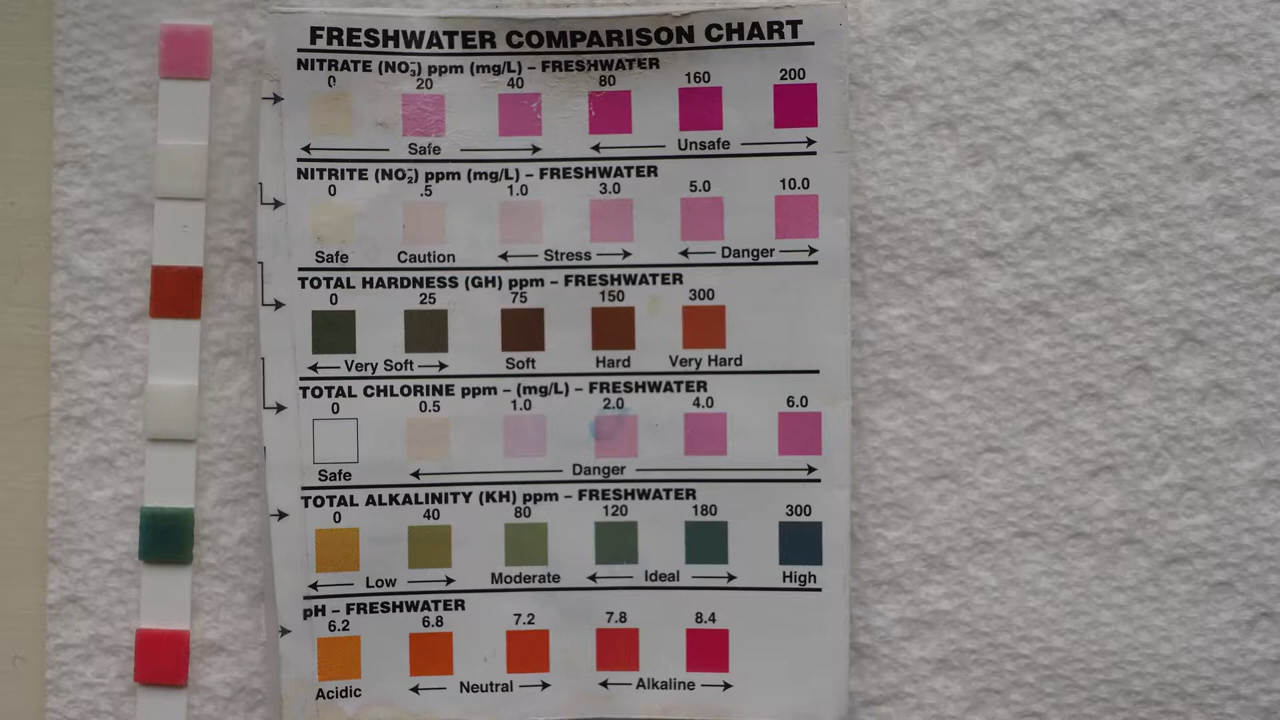 FRESHWATER COMPARISON CHART
NITRATE (NO₃⁻) ppm (mg/L) – FRESHWATER
0 20 40 80 160 200
Safe Unsafe
NITRITE (NO₂⁻) ppm (mg/L) – FRESHWATER
0 .5 1.0 3.0 5.0 10.0
Safe Caution Stress Danger
TOTAL HARDNESS (GH) ppm – FRESHWATER
0 25 75 150 300
Very Soft Soft Hard Very Hard
TOTAL CHLORINE ppm – (mg/L) – FRESHWATER
0 0.5 1.0 2.0 4.0 6.0
Safe Danger
TOTAL ALKALINITY (KH) ppm – FRESHWATER
0 40 80 120 180 300
Low Moderate Ideal High
pH – FRESHWATER
6.2 6.8 7.2 7.8 8.4
Acidic Neutral Alkaline